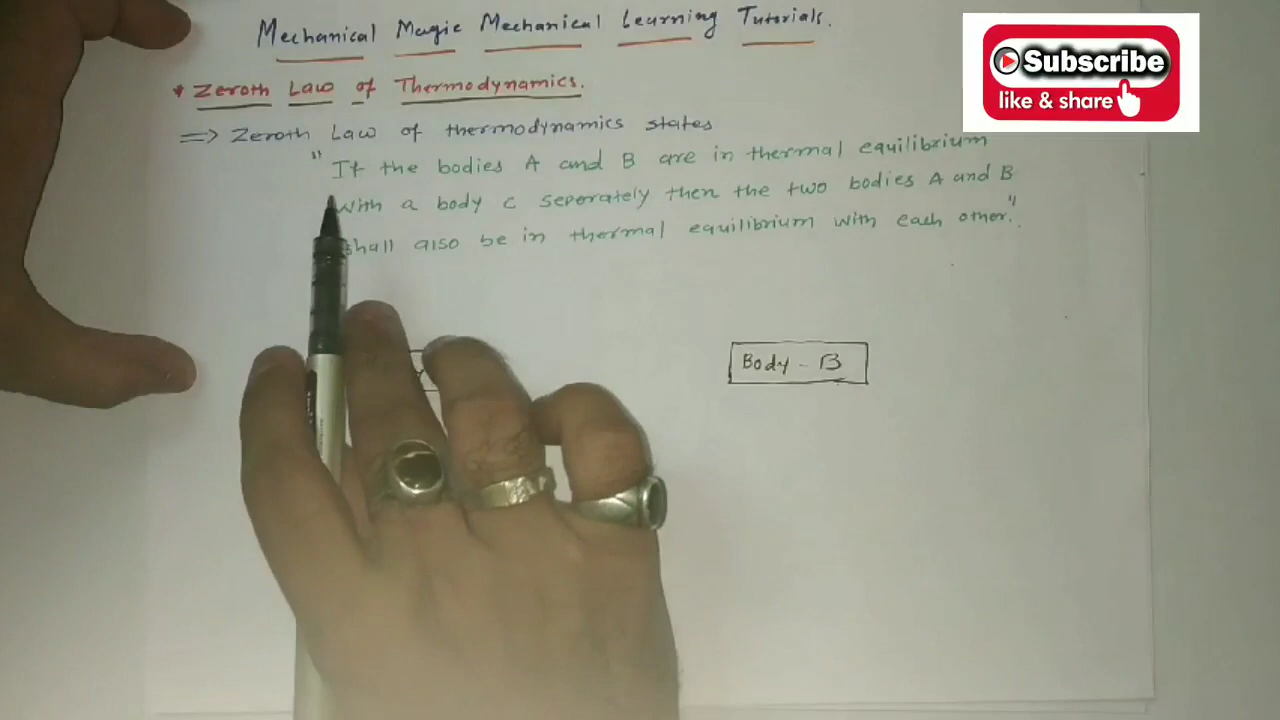 Mechanical Magic Mechanical Learning Tutorials.
Subscribe
like & share
* Zeroth Law of Thermodynamics.
=> Zeroth Law of thermodynamics states
" If the bodies A and B are in thermal equilibrium
with a body C seperately then the two bodies A and B
shall also be in thermal equilibrium with each other."
Body - B